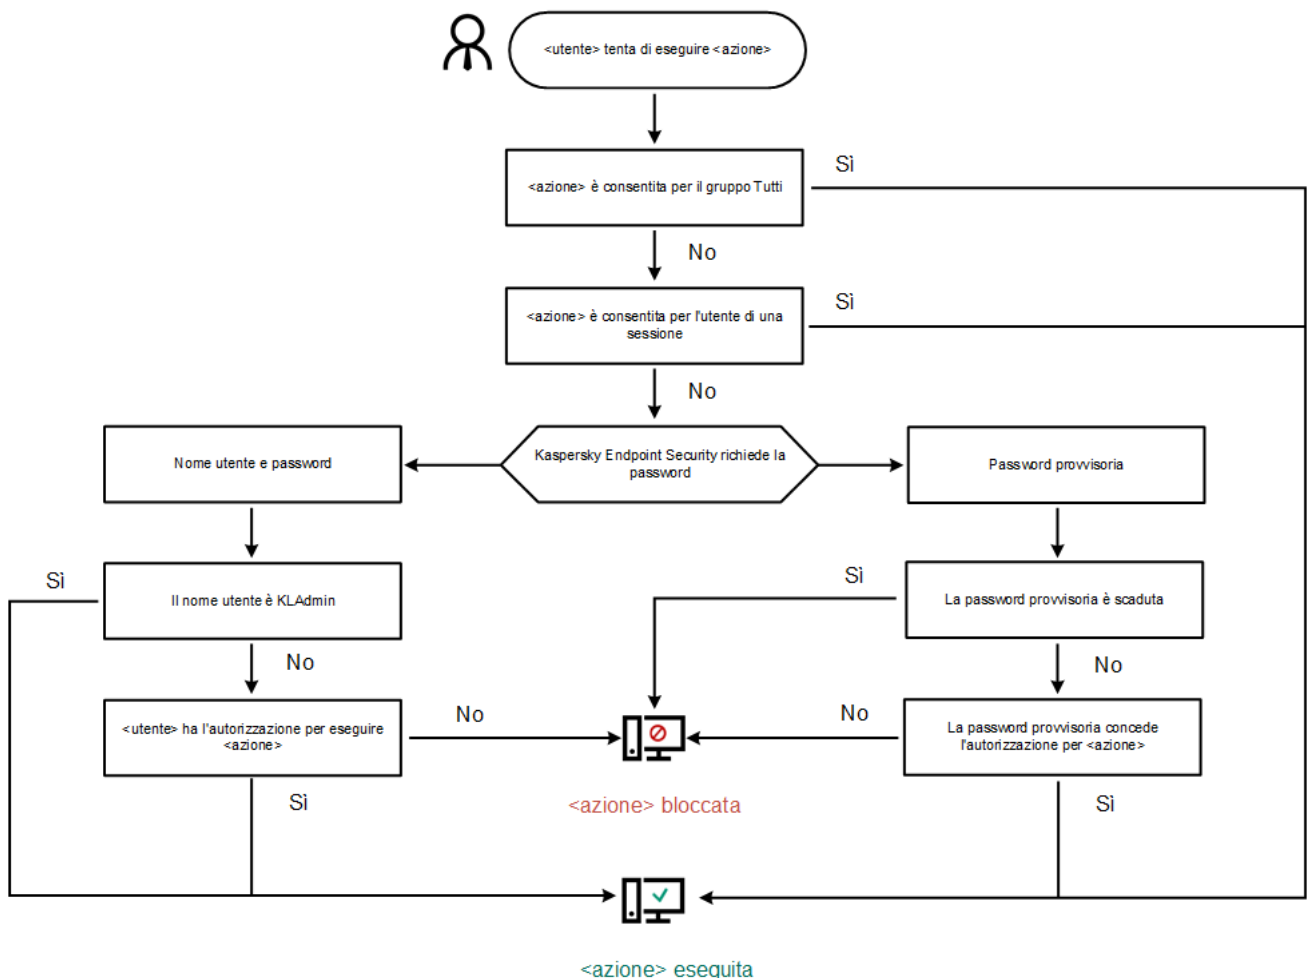 <utente> tenta di eseguire <azione>
<azione> è consentita per il gruppo Tutti
Sì
No
<azione> è consentita per l'utente di una
sessione
Sì
No
Kaspersky Endpoint Security richiede la
password
Nome utente e password
Password provvisoria
Sì
Il nome utente è KLAdmin
Sì
La password provvisoria è scaduta
No
No
<utente> ha l'autorizzazione per eseguire
<azione>
No
No
La password provvisoria concede
l'autorizzazione per <azione>
Sì
<azione> bloccata
Sì
<azione> eseguita